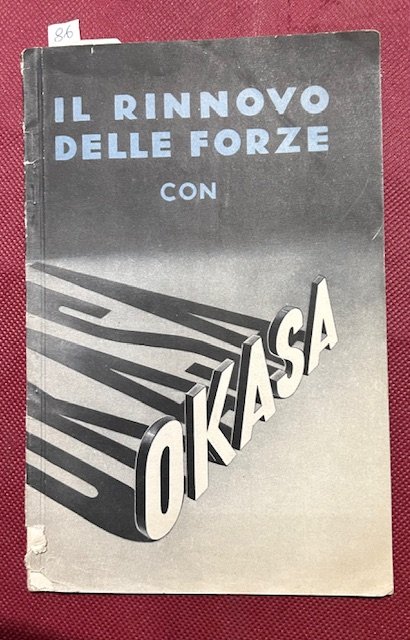 86
IL RINNOVO
DELLE FORZE
CON
OKASA